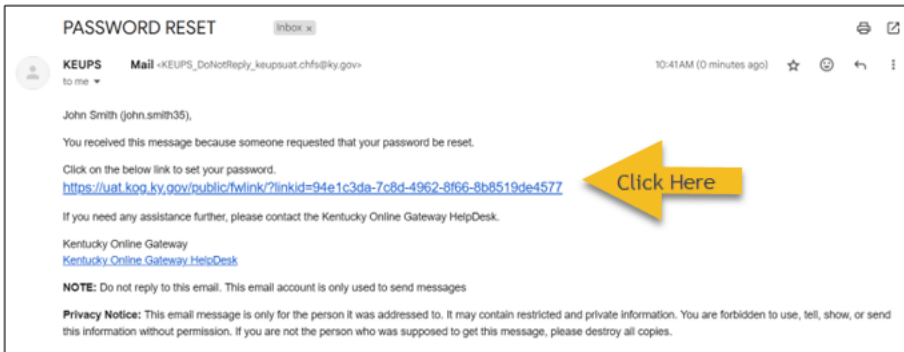 PASSWORD RESET Inbox x
KEUPS Mail <KEUPS_DoNotReply_keupsuat.chfs@ky.gov> 10:41AM (0 minutes ago)
to me
John Smith (john.smith35),
You received this message because someone requested that your password be reset.
Click on the below link to set your password.
https://uat.kog.ky.gov/public/fwlink/?linkid=94e1c3da-7c8d-4962-8f66-8b8519de4577
Click Here
If you need any assistance further, please contact the Kentucky Online Gateway HelpDesk.
Kentucky Online Gateway
Kentucky Online Gateway HelpDesk
NOTE: Do not reply to this email. This email account is only used to send messages
Privacy Notice: This email message is only for the person it was addressed to. It may contain restricted and private information. You are forbidden to use, tell, show, or send
this information without permission. If you are not the person who was supposed to get this message, please destroy all copies.